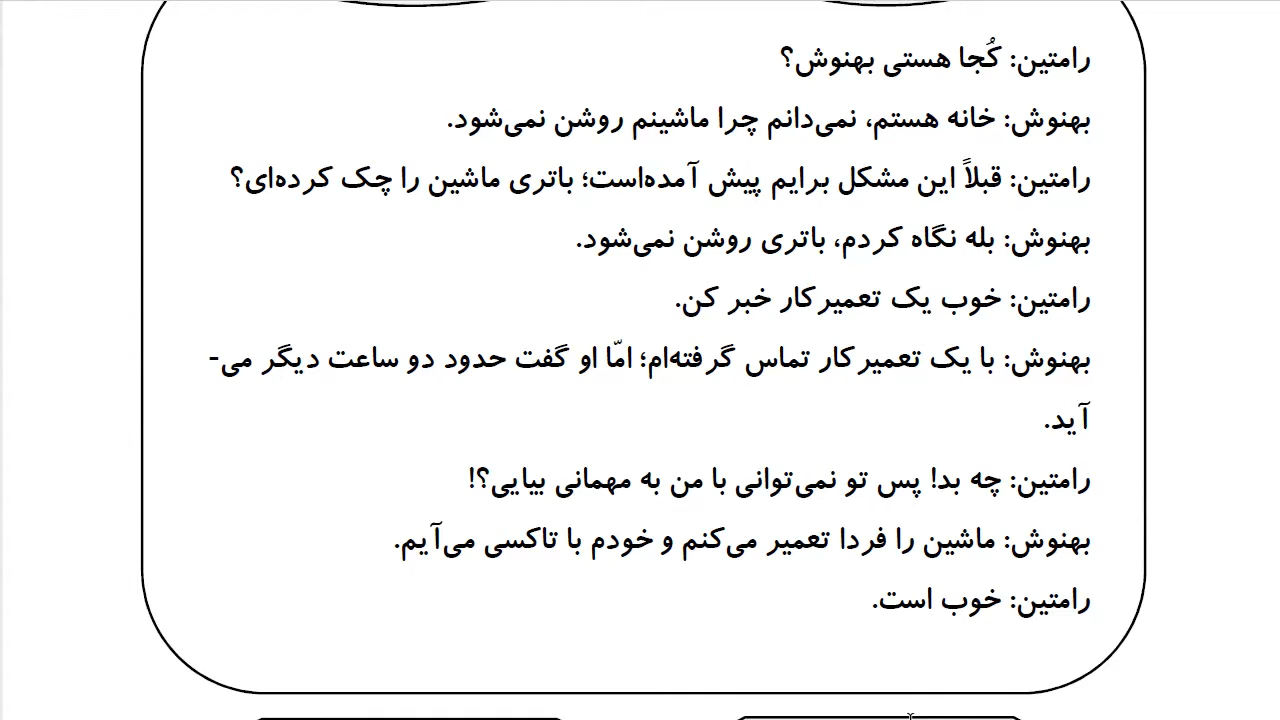 رامتین: کُجا هستی بهنوش؟
بهنوش: خانه هستم، نمی‌دانم چرا ماشینم روشن نمی‌شود.
رامتین: قبلاً این مشکل برایم پیش آمده‌است؛ باتری ماشین را چک کرده‌ای؟
بهنوش: بله نگاه کردم، باتری روشن نمی‌شود.
رامتین: خوب یک تعمیرکار خبر کن.
بهنوش: با یک تعمیرکار تماس گرفته‌ام؛ امّا او گفت حدود دو ساعت دیگر می-
آید.
رامتین: چه بد! پس تو نمی‌توانی با من به مهمانی بیایی؟!
بهنوش: ماشین را فردا تعمیر می‌کنم و خودم با تاکسی می‌آیم.
رامتین: خوب است.